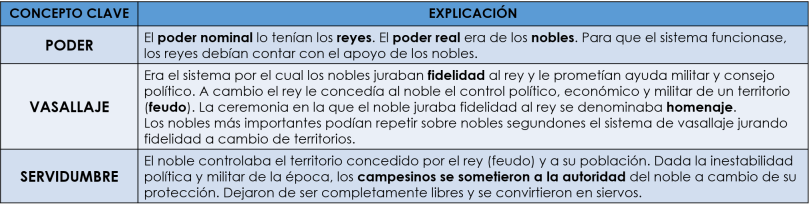 CONCEPTO CLAVE EXPLICACIÓN
PODER
El poder nominal lo tenían los reyes. El poder real era de los nobles. Para que el sistema funcionase,
los reyes debían contar con el apoyo de los nobles.
VASALLAJE
Era el sistema por el cual los nobles juraban fidelidad al rey y le prometían ayuda militar y consejo
político. A cambio el rey le concedía al noble el control político, económico y militar de un territorio
(feudo). La ceremonia en la que el noble juraba fidelidad al rey se denominaba homenaje.
Los nobles más importantes podían repetir sobre nobles segundones el sistema de vasallaje jurando
fidelidad a cambio de territorios.
SERVIDUMBRE
El noble controlaba el territorio concedido por el rey (feudo) y a su población. Dada la inestabilidad
política y militar de la época, los campesinos se sometieron a la autoridad del noble a cambio de su
protección. Dejaron de ser completamente libres y se convirtieron en siervos.